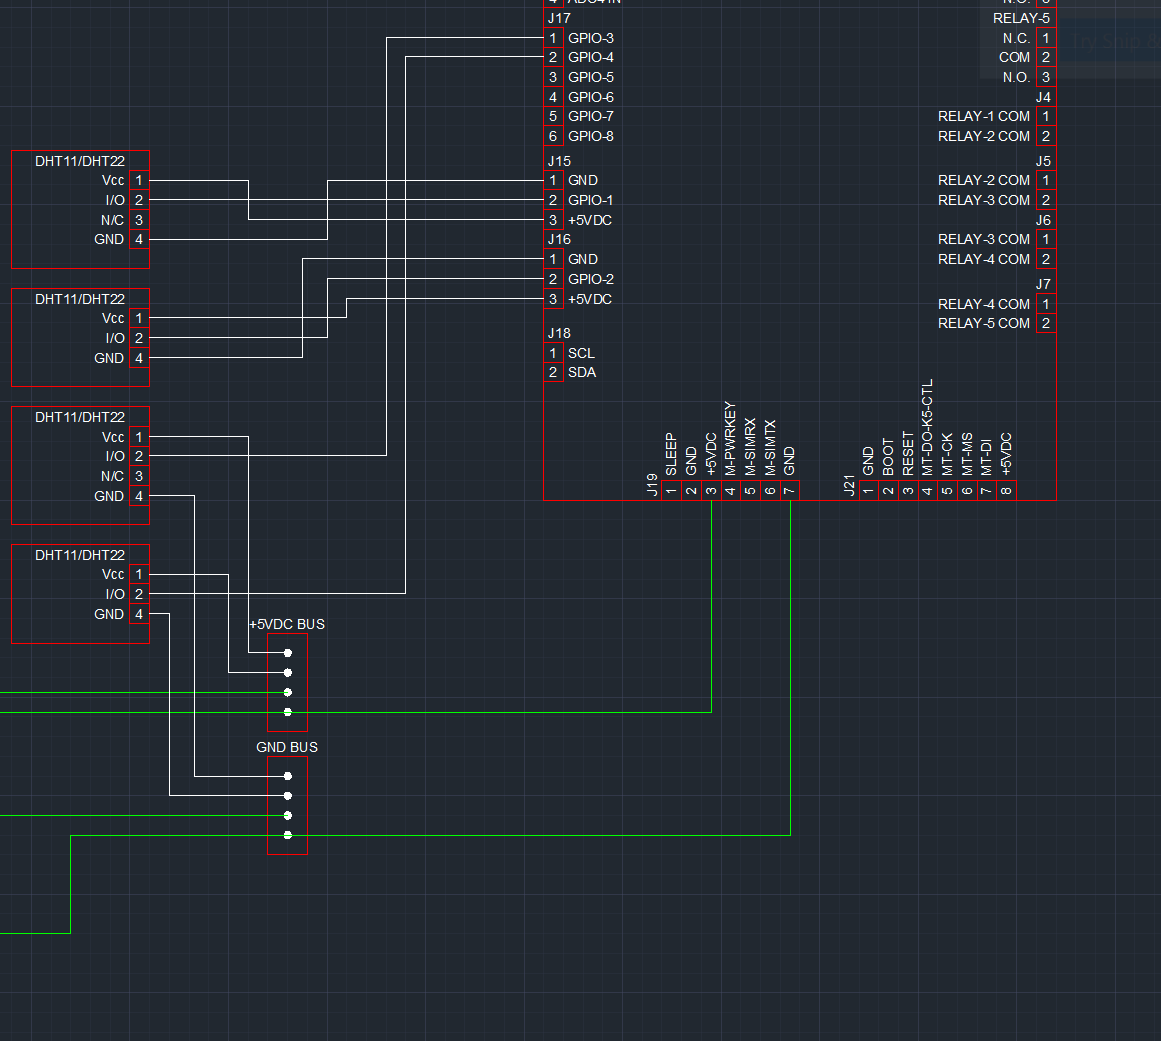 4 ADC4 IN
J17
1 GPIO-3
2 GPIO-4
3 GPIO-5
4 GPIO-6
5 GPIO-7
6 GPIO-8
J15
1 GND
2 GPIO-1
3 +5VDC
J16
1 GND
2 GPIO-2
3 +5VDC
J18
1 SCL
2 SDA
N.O.
RELAY-5
N.C. 1
COM 2
N.O. 3
J4
RELAY-1 COM 1
RELAY-2 COM 2
J5
RELAY-2 COM 1
RELAY-3 COM 2
J6
RELAY-3 COM 1
RELAY-4 COM 2
J7
RELAY-4 COM 1
RELAY-5 COM 2
DHT11/DHT22
Vcc 1
I/O 2
N/C 3
GND 4
DHT11/DHT22
Vcc 1
I/O 2
GND 4
DHT11/DHT22
Vcc 1
I/O 2
N/C 3
GND 4
DHT11/DHT22
Vcc 1
I/O 2
GND 4
J19
1 SLEEP
2 GND
3 +5VDC
4 M-PWRKEY
5 M-SIMRX
6 M-SIMTX
7 GND
J21
1 GND
2 BOOT
3 RESET
4 MT-DO-K5-CTL
5 MT-CK
6 MT-MS
7 MT-DI
8 +5VDC
+5VDC BUS
GND BUS